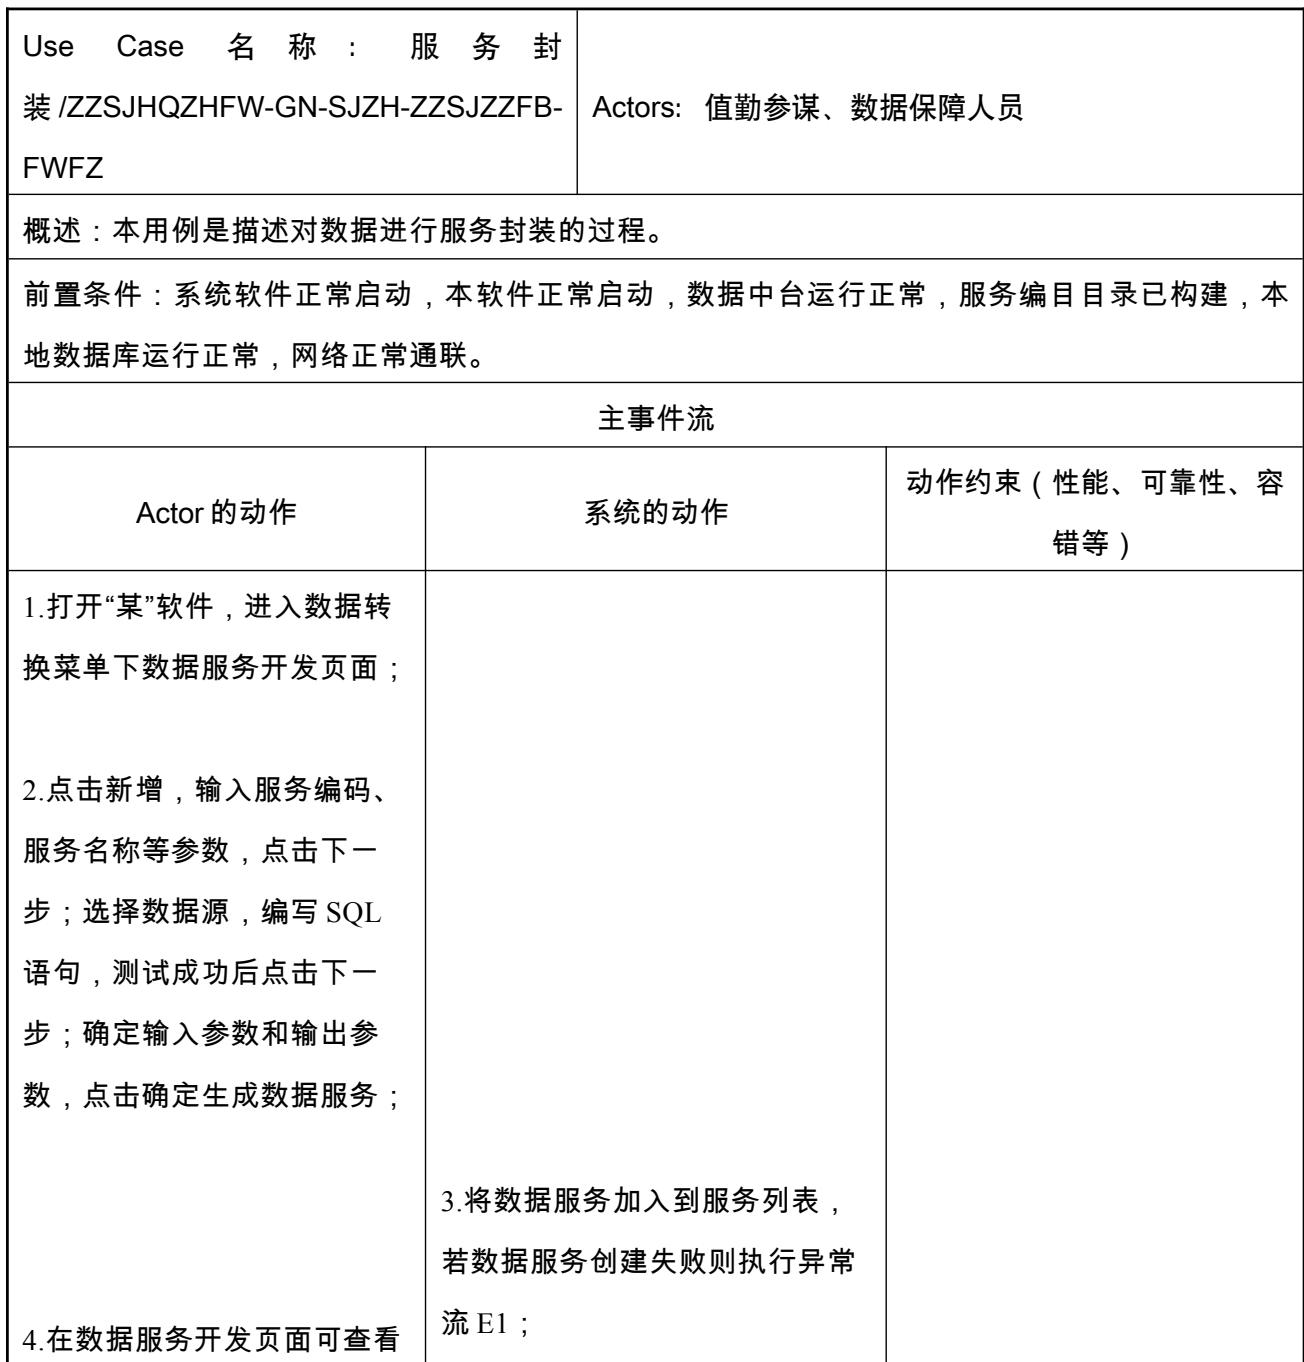 Use Case 名称：服务封
装/ZZSJHQZHFW-GN-SJZH-ZZSJZZFB-
FWFZ
Actors: 值勤参谋、数据保障人员
概述：本用例是描述对数据进行服务封装的过程。
前置条件：系统软件正常启动，本软件正常启动，数据中台运行正常，服务编目目录已构建，本
地数据库运行正常，网络正常通联。
主事件流
Actor 的动作
系统的动作
动作约束（性能、可靠性、容
错等）
1.打开“某”软件，进入数据转
换菜单下数据服务开发页面；
2.点击新增，输入服务编码、
服务名称等参数，点击下一
步；选择数据源，编写 SQL
语句，测试成功后点击下一
步；确定输入参数和输出参
数，点击确定生成数据服务；
3.将数据服务加入到服务列表，
若数据服务创建失败则执行异常
流 E1；
4.在数据服务开发页面可查看